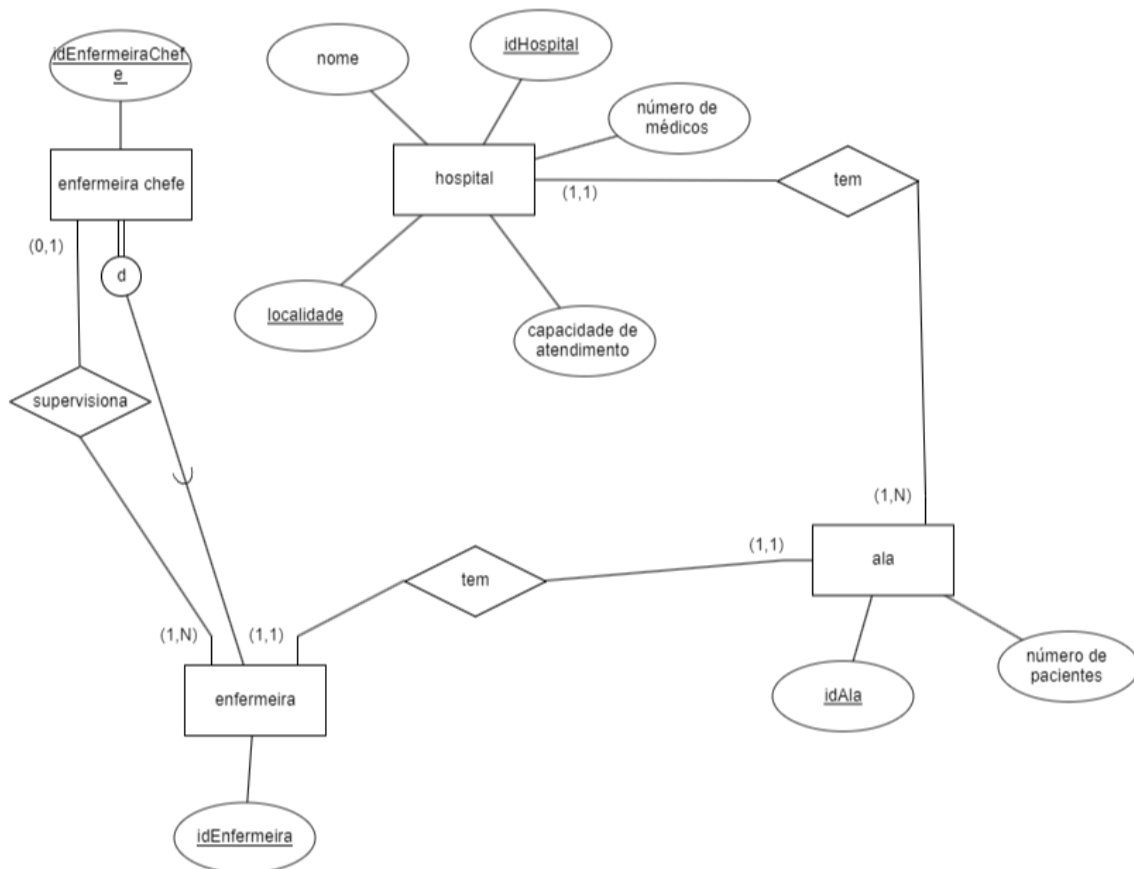 idEnfermeiraChef
e
nome
idHospital
número de
médicos
enfermeira chefe
hospital
tem
(1,1)
(0,1)
d
localidade
capacidade de
atendimento
supervisiona
(1,N)
(1,1)
ala
tem
(1,N)
(1,1)
número de
pacientes
idAla
enfermeira
idEnfermeira